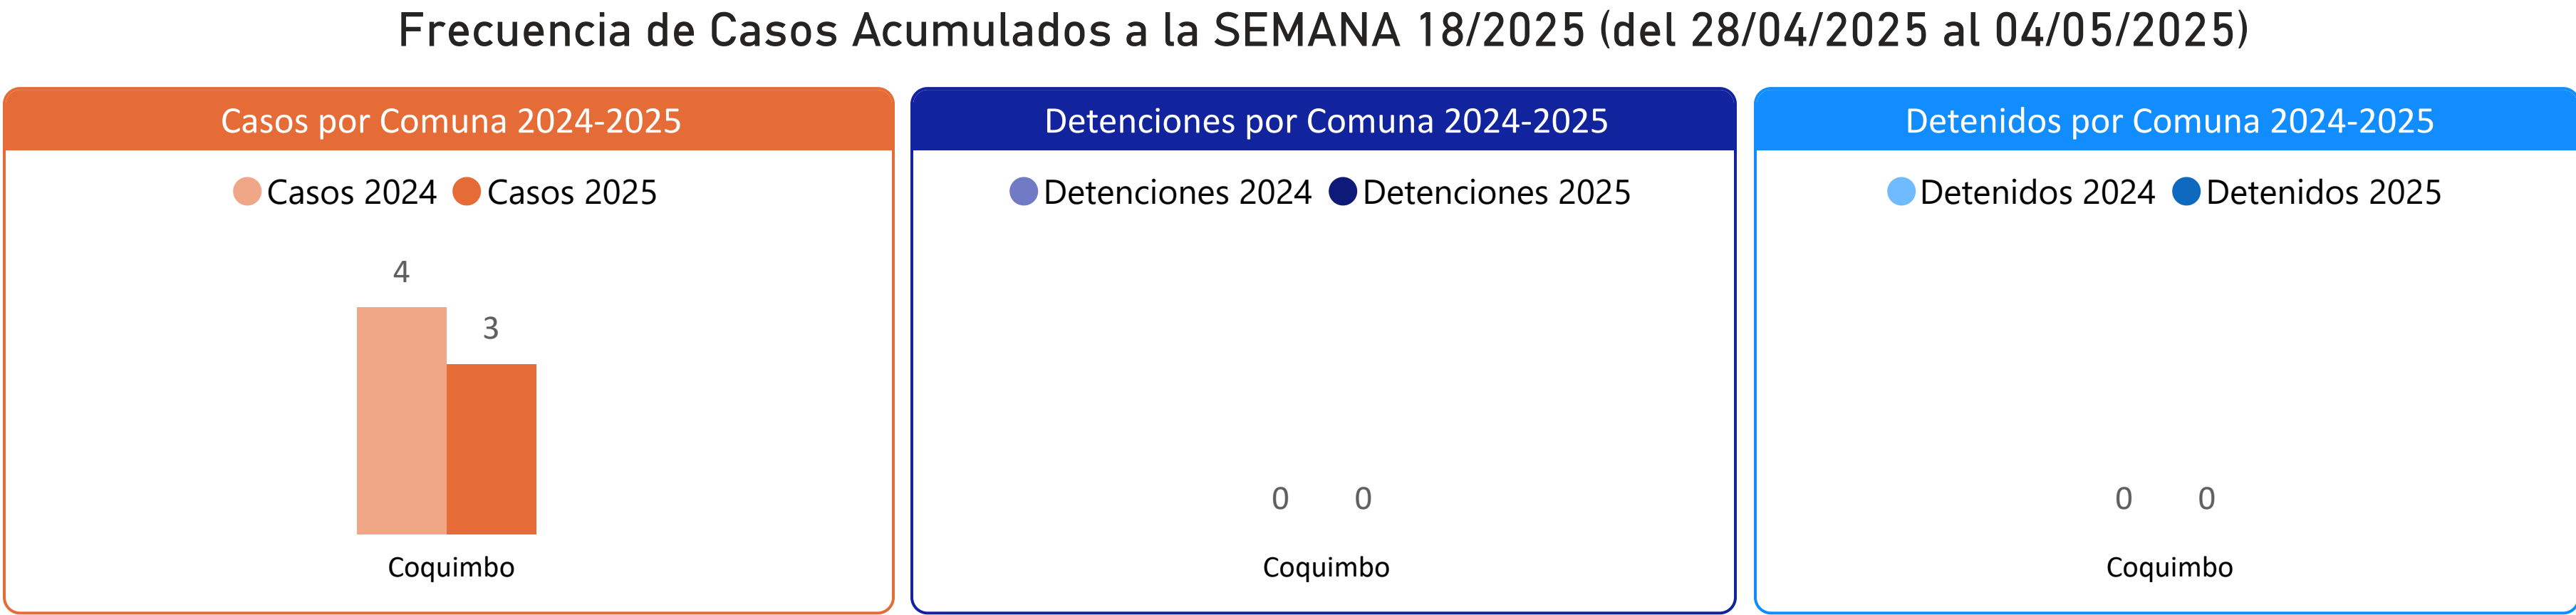 Frecuencia de Casos Acumulados a la SEMANA 18/2025 (del 28/04/2025 al 04/05/2025)
Casos por Comuna 2024-2025
Casos 2024 Casos 2025
4
3
Coquimbo
Detenciones por Comuna 2024-2025
Detenciones 2024 Detenciones 2025
0 0
Coquimbo
Detenidos por Comuna 2024-2025
Detenidos 2024 Detenidos 2025
0 0
Coquimbo